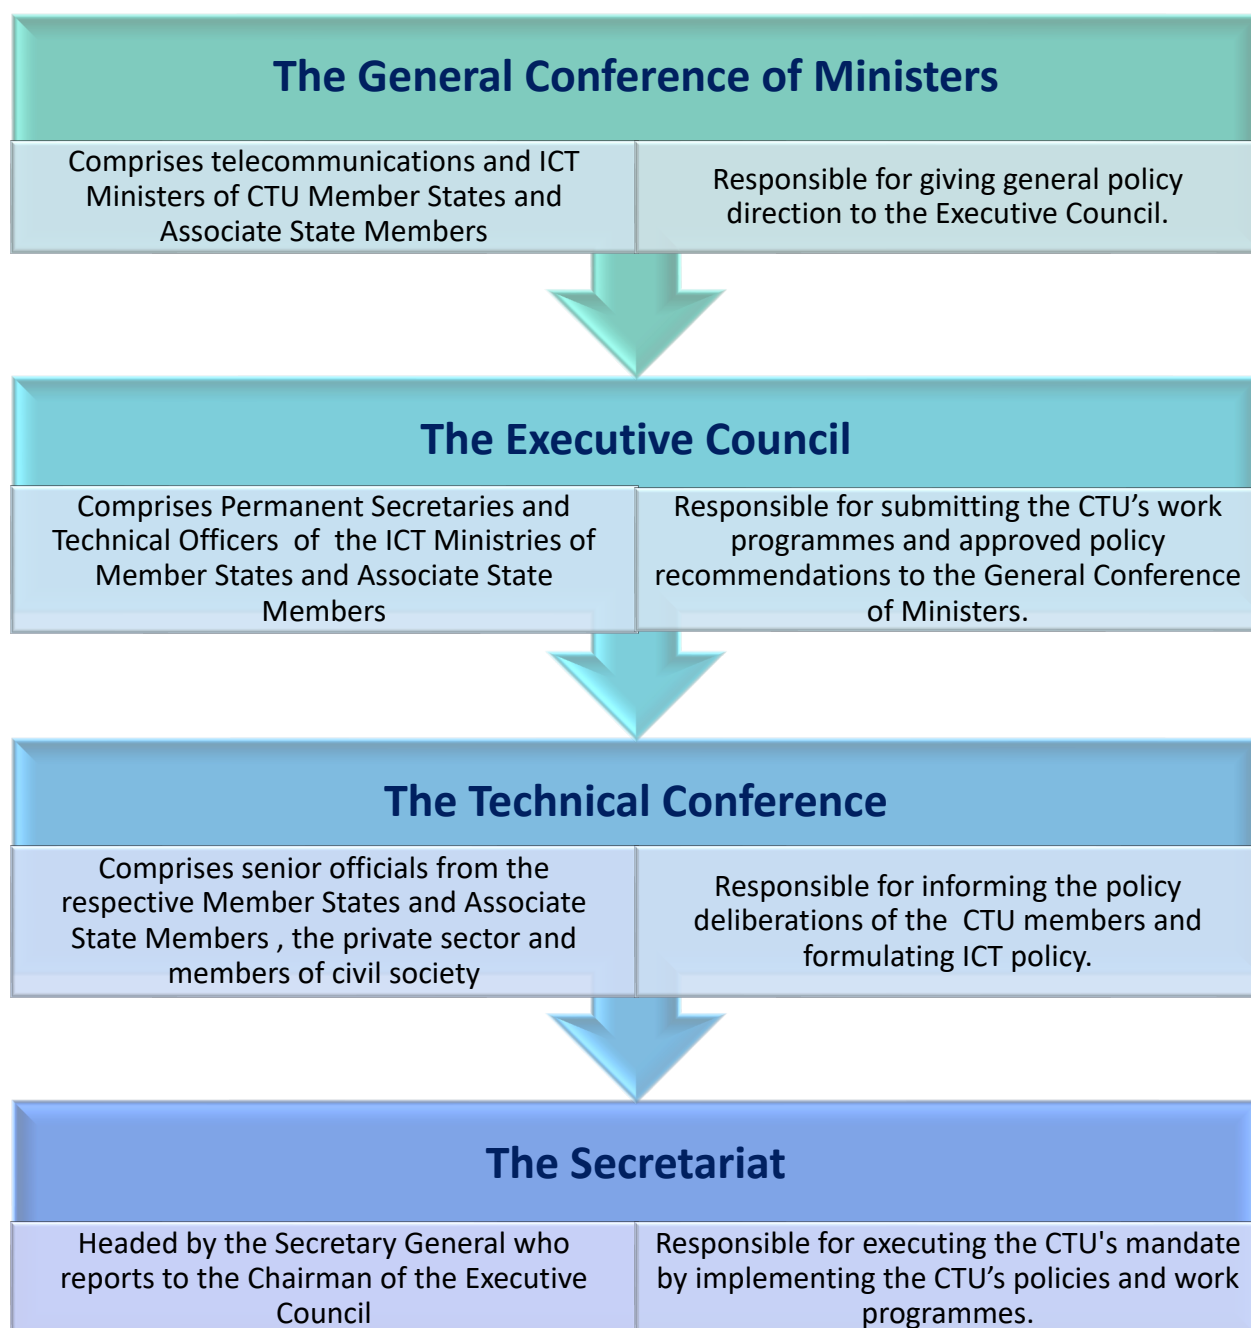 The General Conference of Ministers
Comprises telecommunications and ICT
Ministers of CTU Member States and
Associate State Members
Responsible for giving general policy
direction to the Executive Council.
The Executive Council
Comprises Permanent Secretaries and
Technical Officers of the ICT Ministries of
Member States and Associate State
Members
Responsible for submitting the CTU’s work
programmes and approved policy
recommendations to the General Conference
of Ministers.
The Technical Conference
Comprises senior officials from the
respective Member States and Associate
State Members , the private sector and
members of civil society
Responsible for informing the policy
deliberations of the CTU members and
formulating ICT policy.
The Secretariat
Headed by the Secretary General who
reports to the Chairman of the Executive
Council
Responsible for executing the CTU's mandate
by implementing the CTU’s policies and work
programmes.